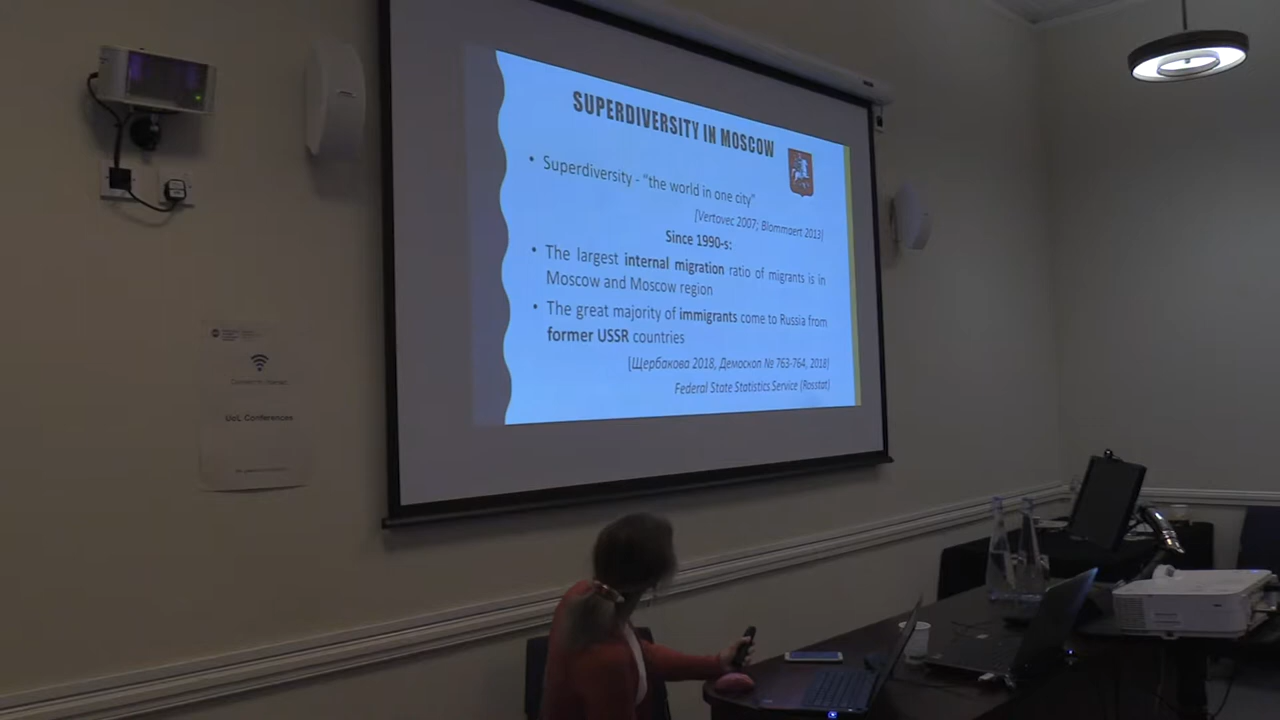 SUPERDIVERSITY IN MOSCOW
• Superdiversity - "the world in one city"
[Vertovec 2007; Blommaert 2013]
Since 1990-s:
• The largest internal migration ratio of migrants is in
Moscow and Moscow region
• The great majority of immigrants come to Russia from
former USSR countries
[Щербакова 2018, Демоскоп № 763-764, 2018]
Federal State Statistics Service (Rosstat)
UoL Conferences